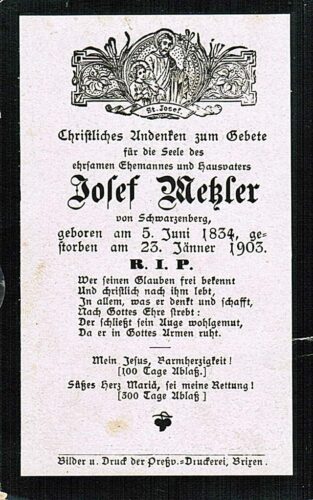 St. Josef
Christliches Andenken zum Gebete
für die Seele des
ehrsamen Ehemannes und Hausvaters
Josef Metzler
von Schwarzenberg,
geboren am 5. Juni 1834, ge-
storben am 23. Jänner 1903.
R. I. P.
Wer seinen Glauben frei bekennt
Und christlich nach ihm lebt,
In allem, was er denkt und schafft,
Nach Gottes Ehre strebt:
Der schließt sein Auge wohlgemut,
Da er in Gottes Armen ruht.
Mein Jesus, Barmherzigkeit!
[100 Tage Ablaß.]
Süßes Herz Mariä, sei meine Rettung!
[300 Tage Ablaß]
Bilder u. Druck der Preßv.-Druckerei, Brixen.